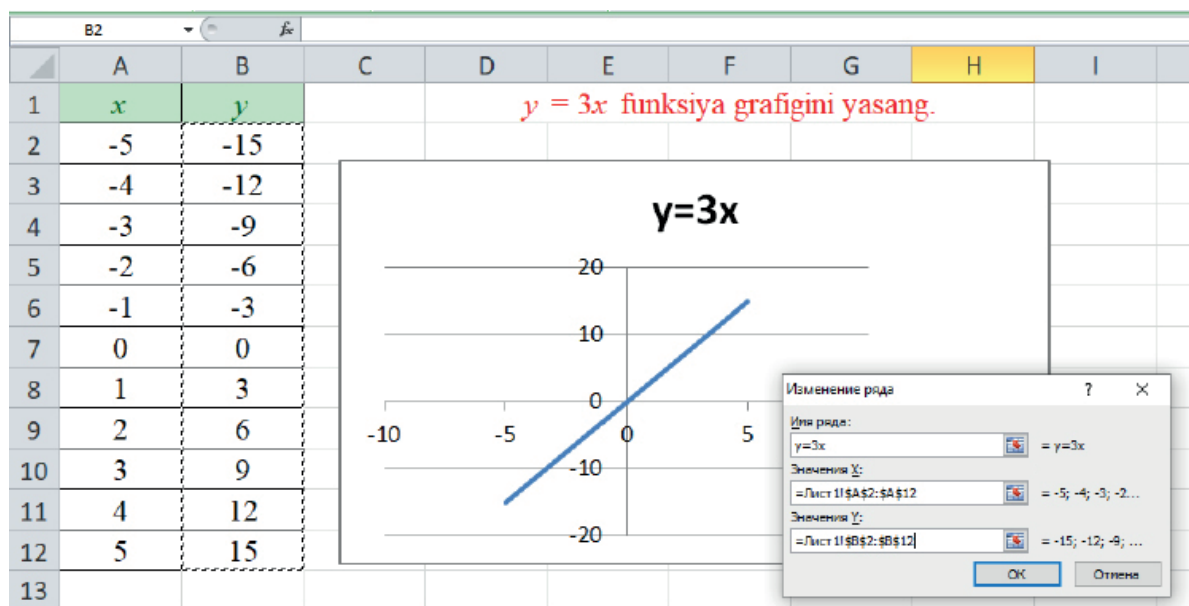 B2 fx
A B C D E F G H I
1 x y y = 3x funksiya grafigini yasang.
2 -5 -15
3 -4 -12
4 -3 -9
5 -2 -6
6 -1 -3
7 0 0
8 1 3
9 2 6
10 3 9
11 4 12
12 5 15
13
y=3x
20
10
0
-10 -5 0 5
-10
-20
Изменение ряда ? ×
Имя ряда:
y=3x = y=3x
Значения X:
=Лист1!$A$2:$A$12 = -5; -4; -3; -2...
Значения Y:
=Лист1!$B$2:$B$12 = -15; -12; -9; ...
ОК Отмена